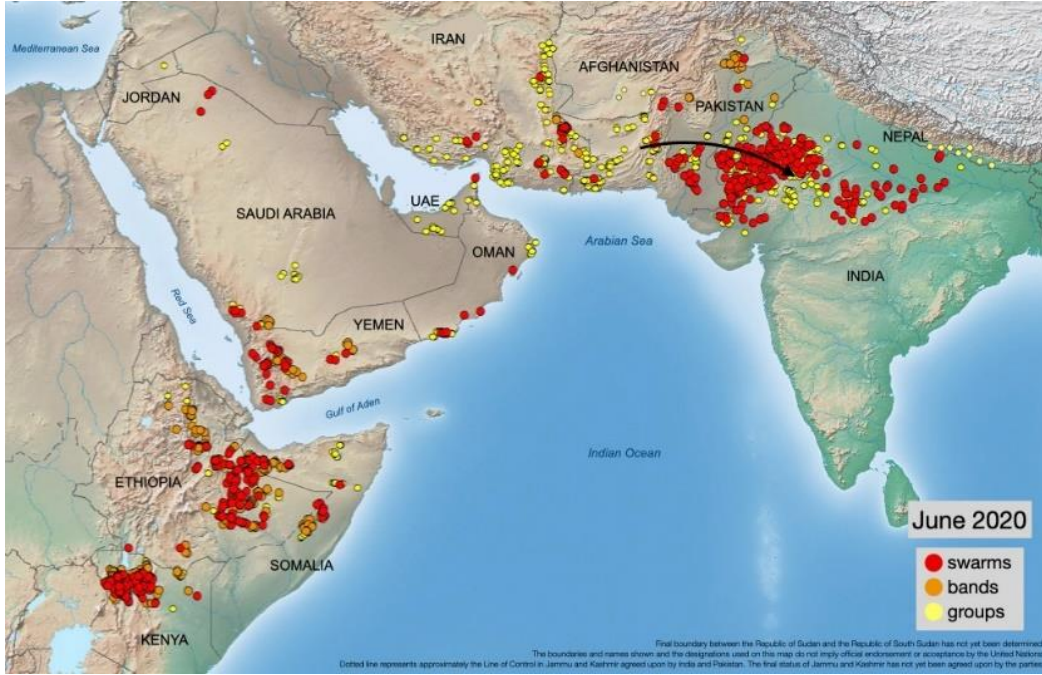 Mediterranean Sea
IRAN
AFGHANISTAN
JORDAN
PAKISTAN
NEPAL
SAUDI ARABIA
UAE
OMAN
Arabian Sea
INDIA
Red Sea
YEMEN
Gulf of Aden
Indian Ocean
ETHIOPIA
SOMALIA
KENYA
June 2020
swarms
bands
groups
Final boundary between the Republic of Sudan and the Republic of South Sudan has not yet been determined
The boundaries and names shown and the designations used on this map do not imply official endorsement or acceptance by the United Nations
Dotted line represents approximately the Line of Control in Jammu and Kashmir agreed upon by India and Pakistan. The final status of Jammu and Kashmir has not yet been agreed upon by the parties